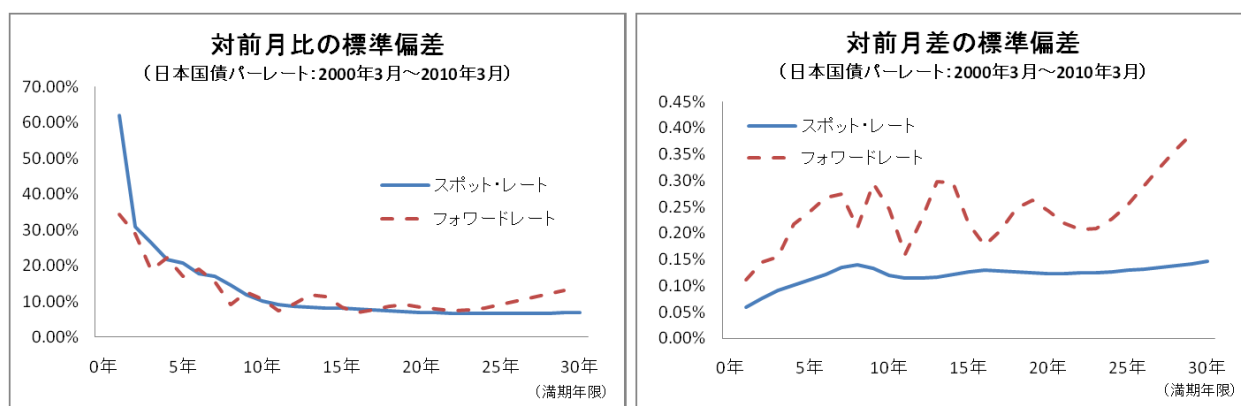 対前月比の標準偏差
（日本国債パーレート：2000年3月～2010年3月）
70.00%
60.00%
50.00%
40.00%
30.00%
20.00%
10.00%
0.00%
スポット・レート
フォワードレート
0年 5年 10年 15年 20年 25年 30年
（満期年限）
対前月差の標準偏差
（日本国債パーレート：2000年3月～2010年3月）
0.45%
0.40%
0.35%
0.30%
0.25%
0.20%
0.15%
0.10%
0.05%
0.00%
スポット・レート
フォワードレート
0年 5年 10年 15年 20年 25年 30年
（満期年限）